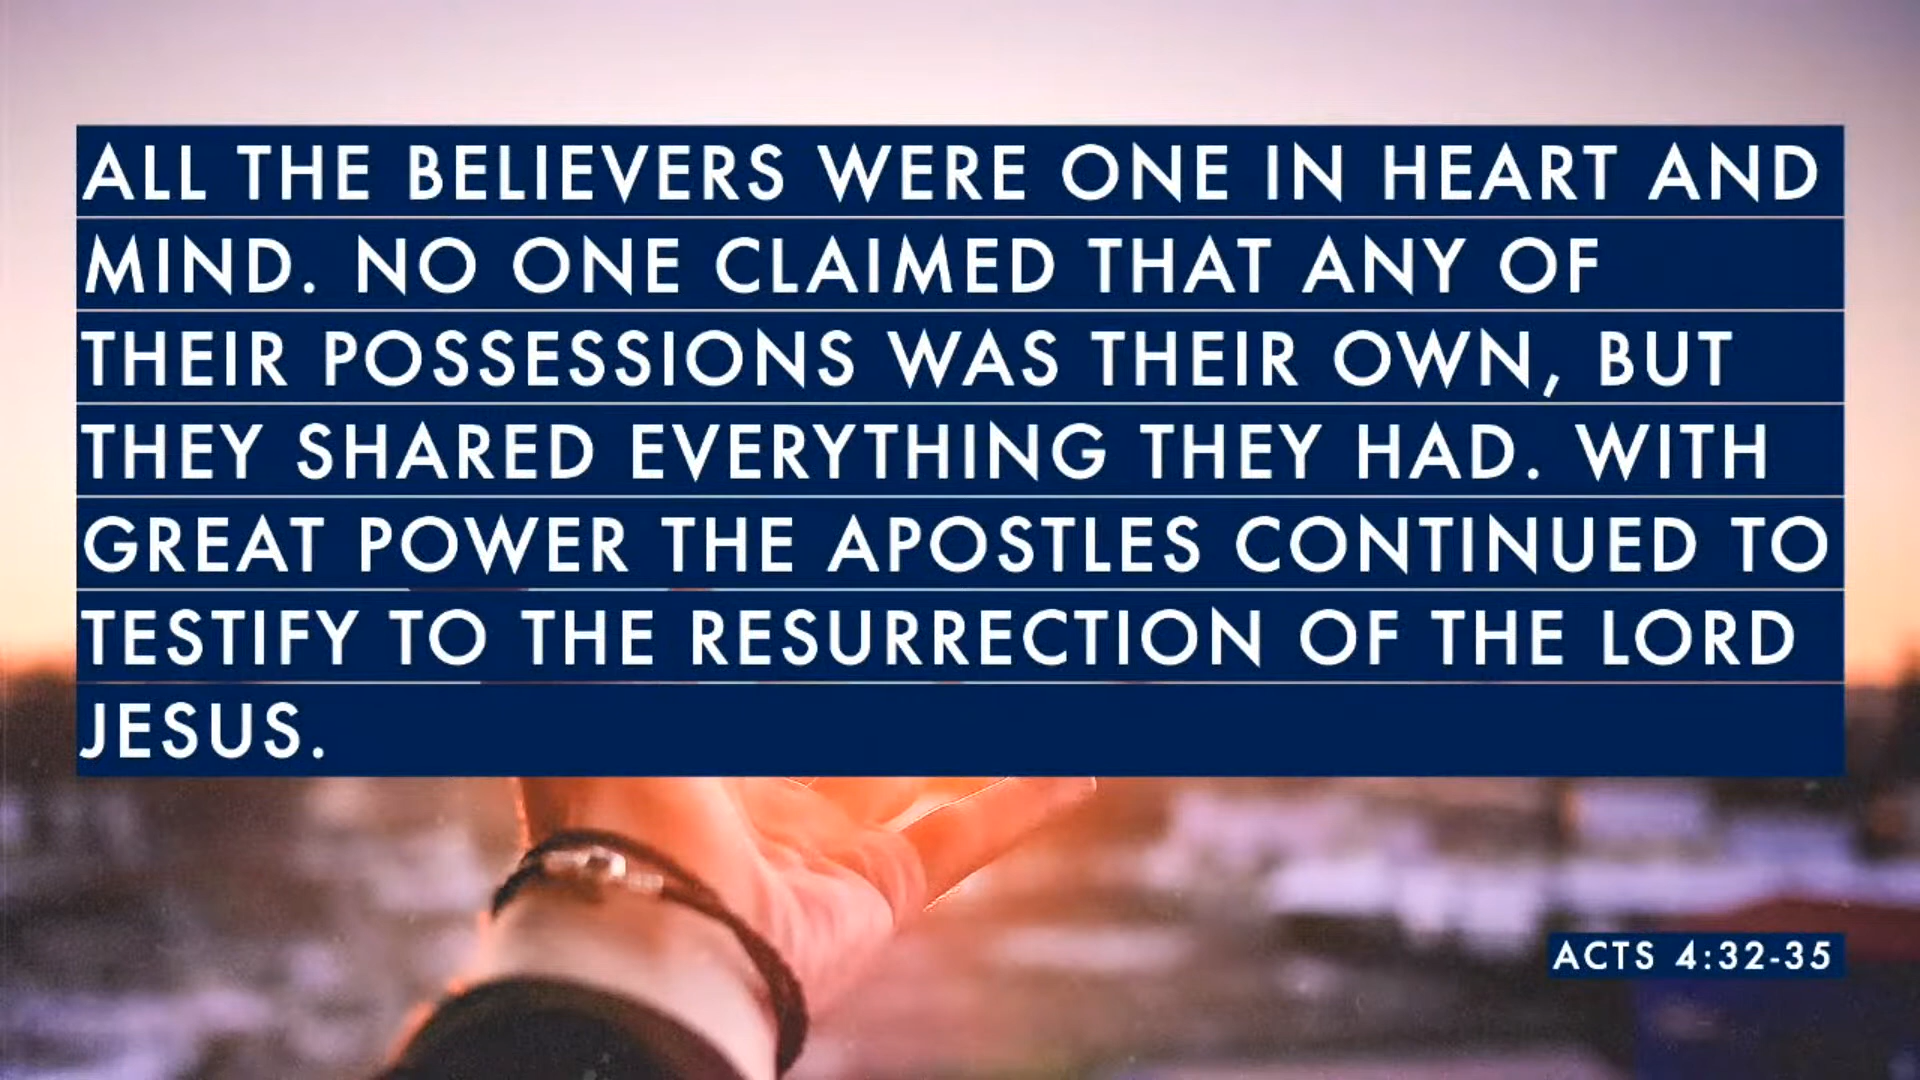 ALL THE BELIEVERS WERE ONE IN HEART AND
MIND. NO ONE CLAIMED THAT ANY OF
THEIR POSSESSIONS WAS THEIR OWN, BUT
THEY SHARED EVERYTHING THEY HAD. WITH
GREAT POWER THE APOSTLES CONTINUED TO
TESTIFY TO THE RESURRECTION OF THE LORD
JESUS.
ACTS 4:32-35